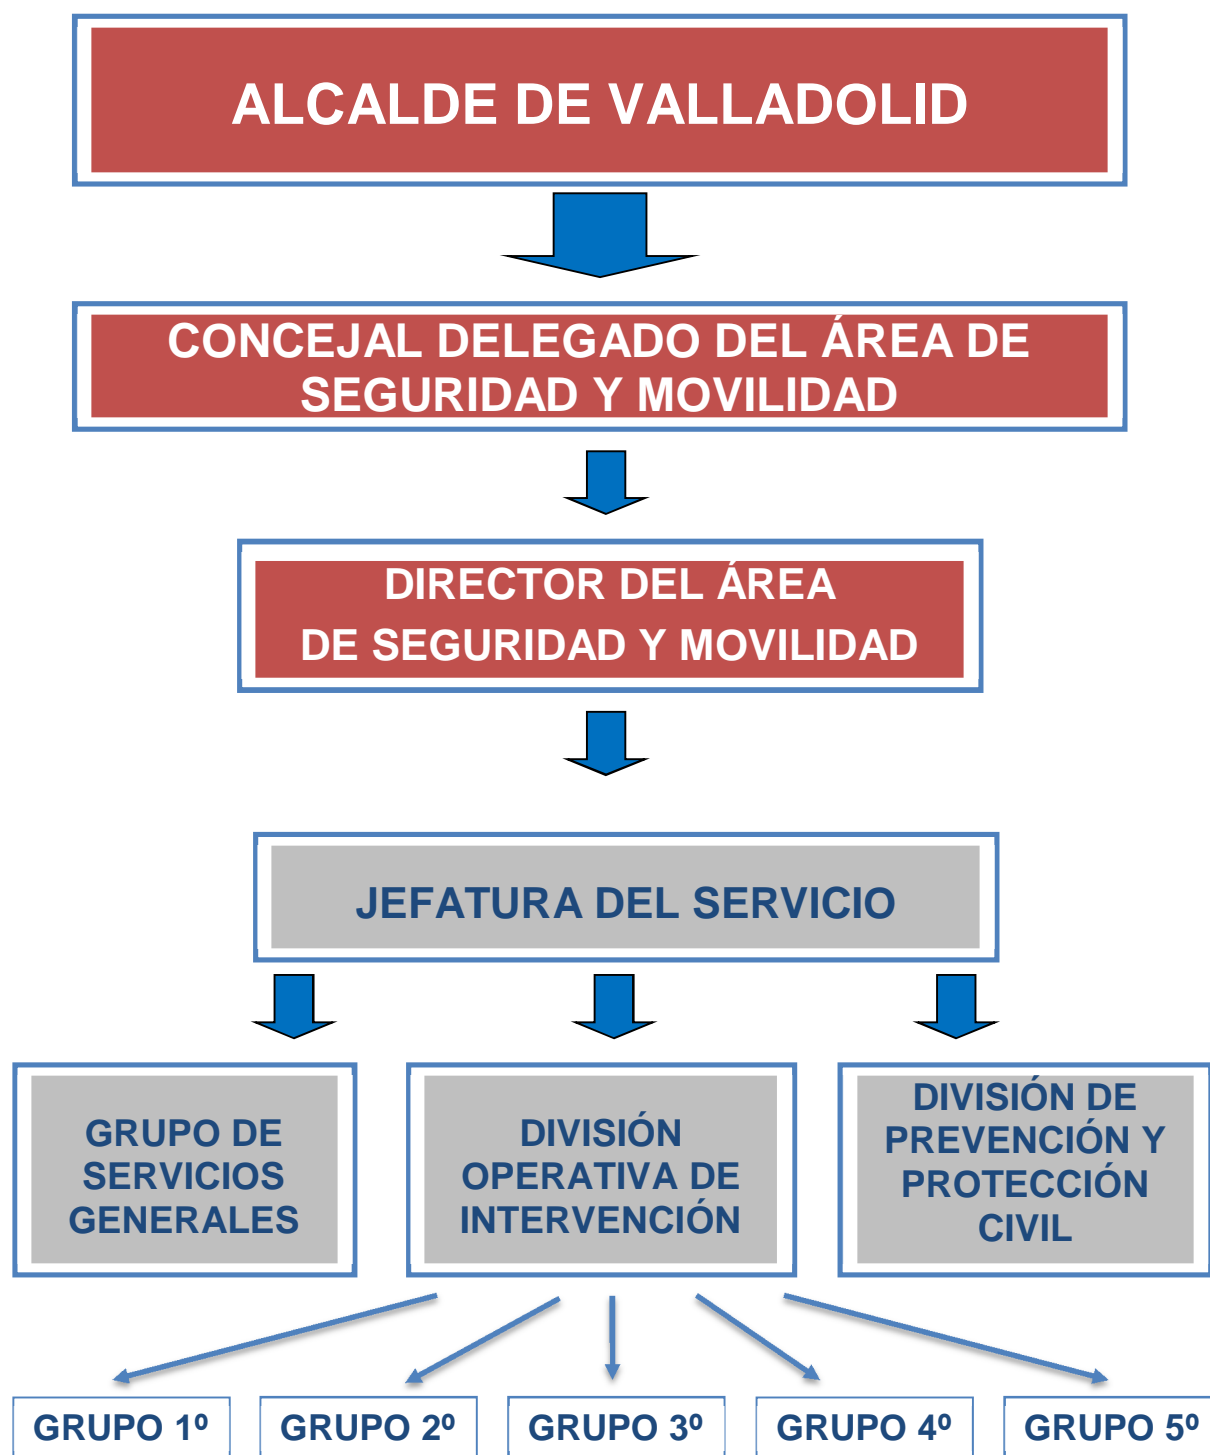 ALCALDE DE VALLADOLID
CONCEJAL DELEGADO DEL ÁREA DE
SEGURIDAD Y MOVILIDAD
DIRECTOR DEL ÁREA
DE SEGURIDAD Y MOVILIDAD
JEFATURA DEL SERVICIO
GRUPO DE
SERVICIOS
GENERALES
DIVISIÓN
OPERATIVA DE
INTERVENCIÓN
DIVISIÓN DE
PREVENCIÓN Y
PROTECCIÓN
CIVIL
GRUPO 1º
GRUPO 2º
GRUPO 3º
GRUPO 4º
GRUPO 5º